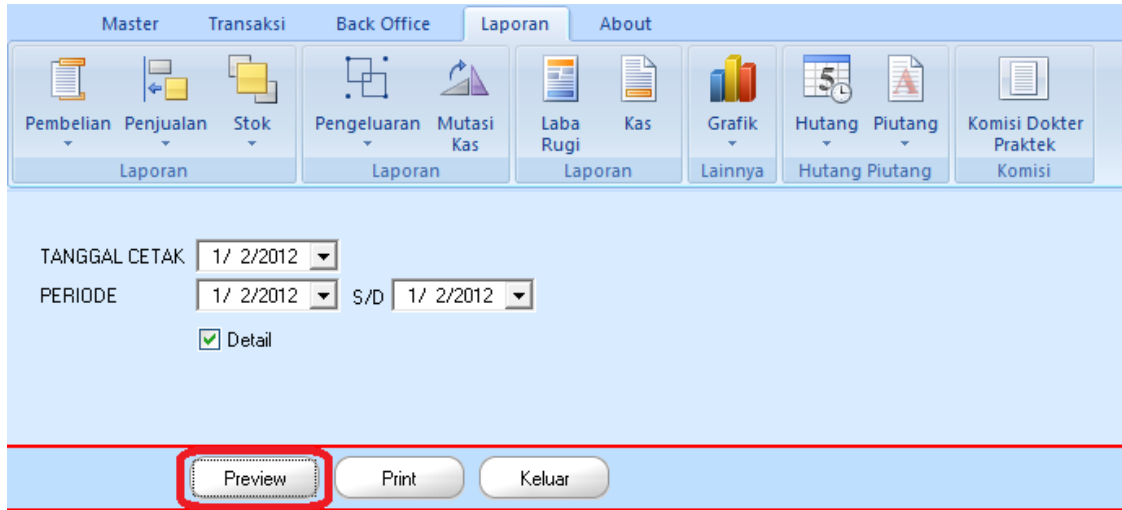 Master Transaksi Back Office Laporan About
5 A
Pembelian Penjualan Stok Pengeluaran Mutasi Kas Laba Rugi Kas Grafik Hutang Piutang Komisi Dokter Praktek
Laporan Laporan Laporan Lainnya Hutang Piutang Komisi
TANGGAL CETAK 1/ 2/2012
PERIODE 1/ 2/2012 S/D 1/ 2/2012
Detail
Preview Print Keluar